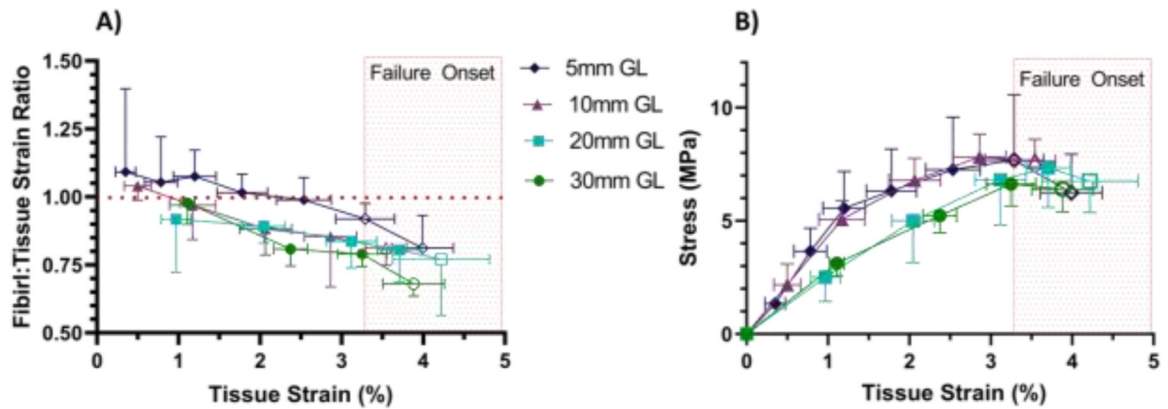 A)
B)
1.50
1.25
1.00
0.75
0.50
Fibirl:Tissue Strain Ratio
Failure Onset
0 1 2 3 4 5
Tissue Strain (%)
5mm GL
10mm GL
20mm GL
30mm GL
10
5
0
Stress (MPa)
Failure Onset
0 1 2 3 4 5
Tissue Strain (%)